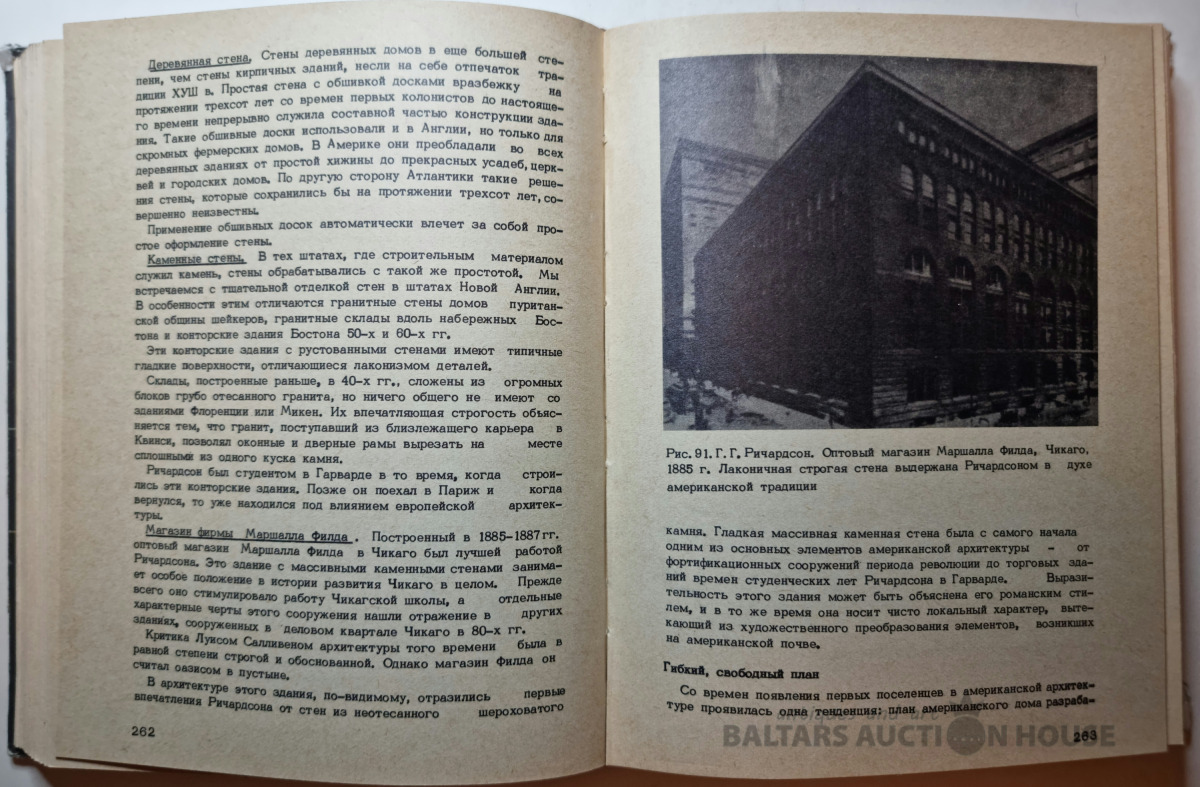 Деревянная стена. Стены деревянных домов в еще большей сте-
пени, чем стены кирпичных зданий, несли на себе отпечаток тра-
диции ХУШ в. Простая стена с обшивкой досками вразбежку на
протяжении трехсот лет со времен первых колонистов до настояще-
го времени непрерывно служила составной частью конструкции зда-
ния. Такие обшивные доски использовали и в Англии, но только для
скромных фермерских домов. В Америке они преобладали во всех
деревянных зданиях от простой хижины до прекрасных усадеб, церк-
вей и городских домов. По другую сторону Атлантики такие реше-
ния стены, которые сохранились бы на протяжении трехсот лет, со-
вершенно неизвестны.
Применение обшивных досок автоматически влечет за собой про-
стое оформление стены.
Каменные стены. В тех штатах, где строительным материалом
служил камень, стены обрабатывались с такой же простотой. Мы
встречаемся с тщательной отделкой стен в штатах Новой Англии.
В особенности этим отличаются гранитные стены домов пуритан-
ской общины шейкеров, гранитные склады вдоль набережных Бос-
тона и конторские здания Бостона 50-х и 60-х гг.
Эти конторские здания с рустованными стенами имеют типичные
гладкие поверхности, отличающиеся лаконизмом деталей.
Склады, построенные раньше, в 40-х гг., сложены из огромных
блоков грубо отесанного гранита, но ничего общего не имеют со
зданиями Флоренции или Микен. Их впечатляющая строгость объяс-
няется тем, что гранит, поступавший из близлежащего карьера в
Квинси, позволял оконные и дверные рамы вырезать на месте
сплошными из одного куска камня.
Ричардсон был студентом в Гарварде в то время, когда строи-
лись эти конторские здания. Позже он поехал в Париж и когда
вернулся, то уже находился под влиянием европейской архитек-
туры.
Магазин фирмы Маршалла Филда . Построенный в 1885-1887 гг.
оптовый магазин Маршалла Филда в Чикаго был лучшей работой
Ричардсона. Это здание с массивными каменными стенами занима-
ет особое положение в истории развития Чикаго в целом. Прежде
всего оно стимулировало работу Чикагской школы, а отдельные
характерные черты этого сооружения нашли отражение в других
зданиях, сооруженных в деловом квартале Чикаго в 80-х гг.
Критика Луисом Салливеном архитектуры того времени была в
равной степени строгой и обоснованной. Однако магазин Филда он
считал оазисом в пустыне.
В архитектуре этого здания, по-видимому, отразились первые
впечатления Ричардсона от стен из неотесанного шероховатого
262
Рис. 91. Г. Г. Ричардсон. Оптовый магазин Маршалла Филда, Чикаго,
1885 г. Лаконичная строгая стена выдержана Ричардсоном в духе
американской традиции
камня. Гладкая массивная каменная стена была с самого начала
одним из основных элементов американской архитектуры - от
фортификационных сооружений периода революции до торговых зда-
ний времен студенческих лет Ричардсона в Гарварде. Вырази-
тельность этого здания может быть объяснена его романским сти-
лем, и в то же время она носит чисто локальный характер, выте-
кающий из художественного преобразования элементов, возникших
на американской почве.
Гибкий, свободный план
Со времен появления первых поселенцев в американской архитек-
туре проявилась одна тенденция: план американского дома разраба-
antiques and art
BALTARS AUCTION HOUSE
263